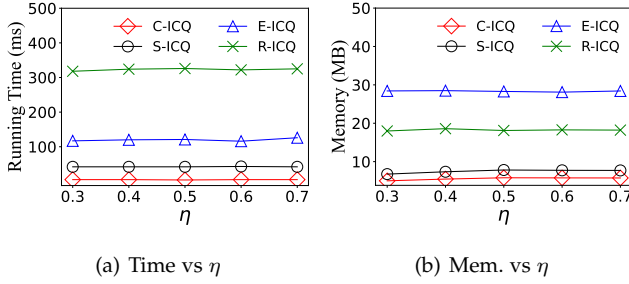 500
400
300
200
100
Running Time (ms)
C-ICQ
S-ICQ
E-ICQ
R-ICQ
0.3 0.4 0.5 0.6 0.7
η
(a) Time vs η
50
40
30
20
10
Memory (MB)
C-ICQ
S-ICQ
E-ICQ
R-ICQ
0.3 0.4 0.5 0.6 0.7
η
(b) Mem. vs η